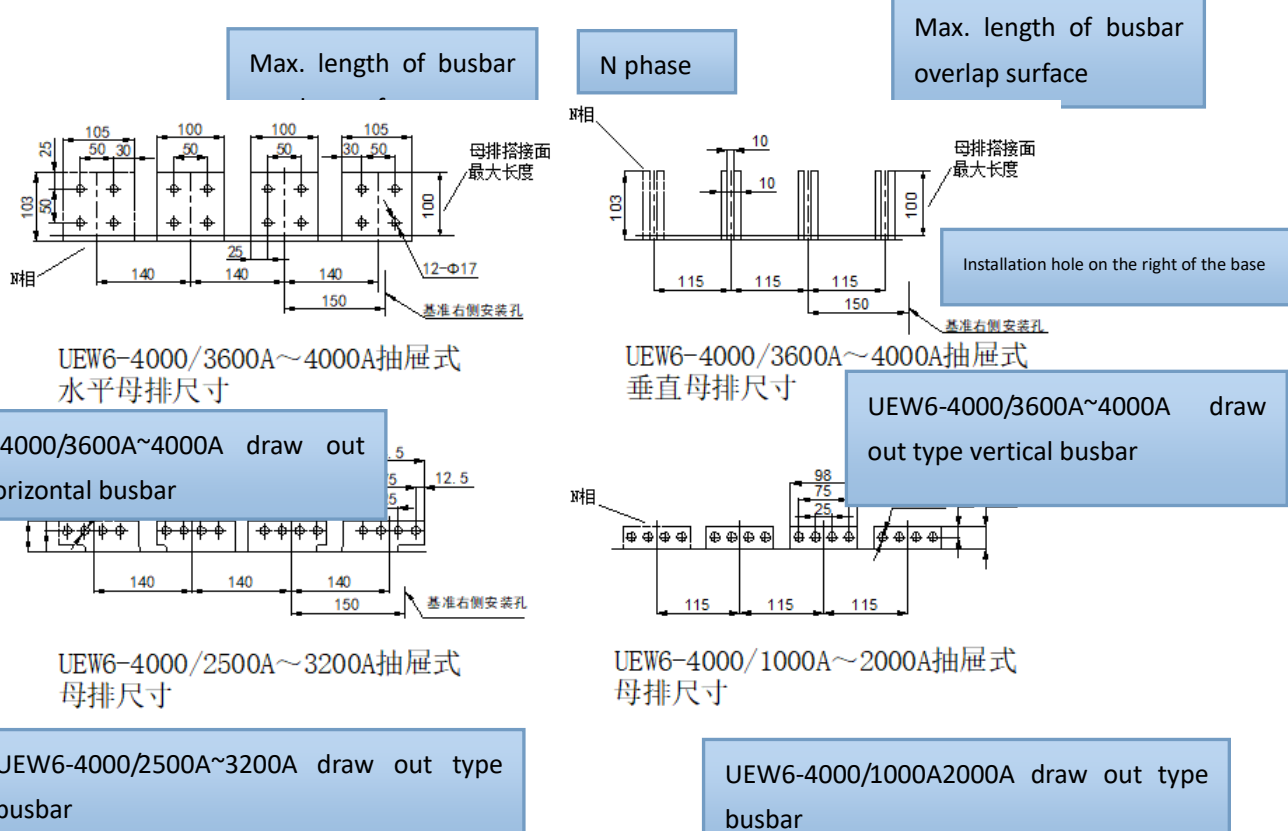 Max. length of busbar
N phase
Max. length of busbar
overlap surface
N相
105
100
100
105
25
50
30
50
50
30
50
母排搭接面
最大长度
103
50
100
25
12-Φ17
N相
140
140
140
150
基准右侧安装孔
UEW6-4000/3600A～4000A抽屉式
水平母排尺寸
10
10
母排搭接面
最大长度
103
100
Installation hole on the right of the base
115
115
115
150
基准右侧安装孔
UEW6-4000/3600A～4000A抽屉式
垂直母排尺寸
4000/3600A~4000A draw out
horizontal busbar
UEW6-4000/3600A~4000A draw
out type vertical busbar
12.5
140
140
140
150
基准右侧安装孔
UEW6-4000/2500A～3200A抽屉式
母排尺寸
N相
98
75
25
115
115
115
UEW6-4000/1000A～2000A抽屉式
母排尺寸
UEW6-4000/2500A~3200A draw out type
busbar
UEW6-4000/1000A2000A draw out type
busbar